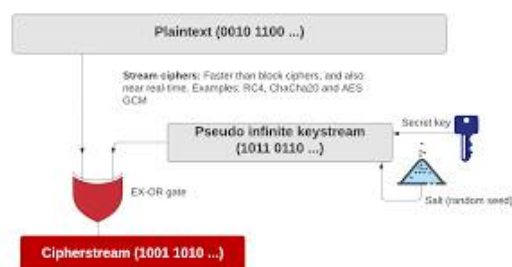 Plaintext (0010 1100 ...)
Stream ciphers: Faster than block ciphers, and also
near real-time. Examples: RC4, ChaCha20 and AES
GCM
Secret key
Pseudo infinite keystream
(1011 0110 ...)
EX-OR gate
Salt (random seed)
Cipherstream (1001 1010 ...)